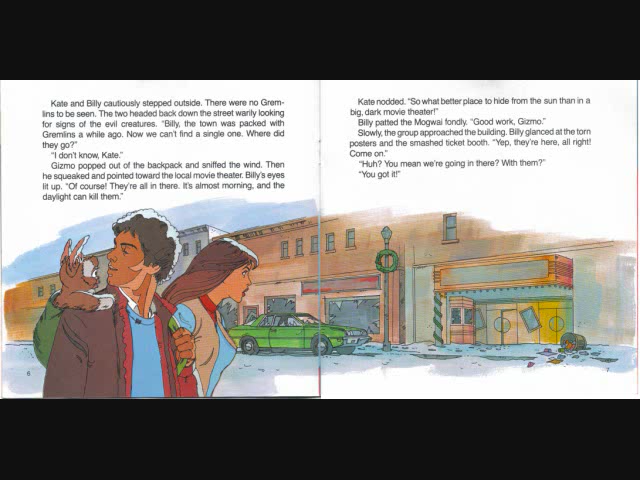 Kate and Billy cautiously stepped outside. There were no Grem-
lins to be seen. The two headed back down the street warily looking
for signs of the evil creatures. "Billy, the town was packed with
Gremlins a while ago. Now we can't find a single one. Where did
they go?"
"I don't know, Kate."
Gizmo popped out of the backpack and sniffed the wind. Then
he squeaked and pointed toward the local movie theater. Billy's eyes
lit up. "Of course! They're all in there. It's almost morning, and the
daylight can kill them."
6
Kate nodded. "So what better place to hide from the sun than in a
big, dark movie theater!"
Billy patted the Mogwai fondly. "Good work, Gizmo."
Slowly, the group approached the building. Billy glanced at the torn
posters and the smashed ticket booth. "Yep, they're here, all right!
Come on."
"Huh? You mean we're going in there? With them?"
"You got it!"
7